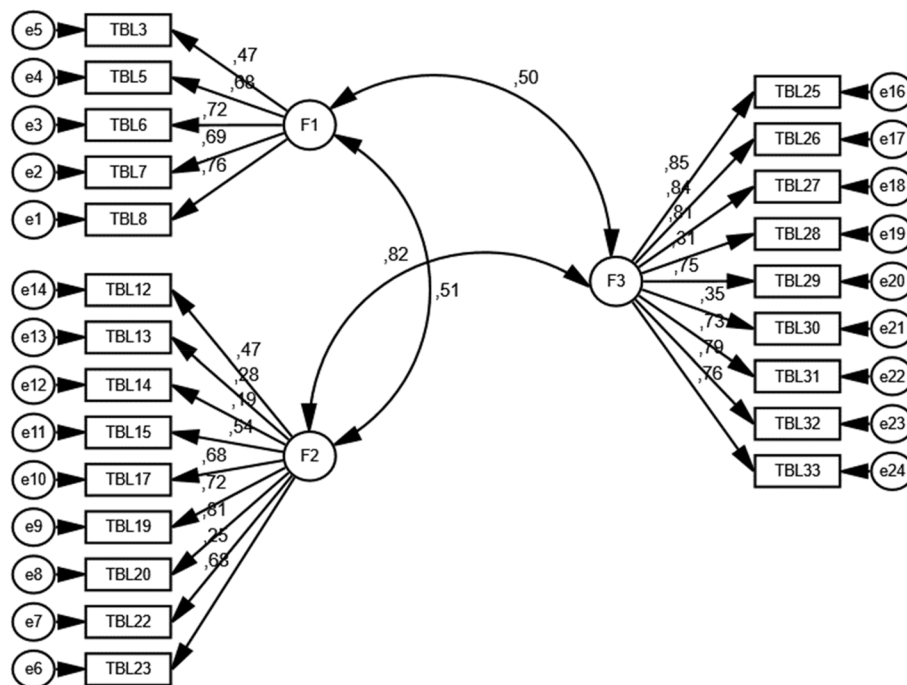 e5 TBL3
e4 TBL5
e3 TBL6
e2 TBL7
e1 TBL8
,47
,68
,72
,69
,76
F1
,50
e14 TBL12
e13 TBL13
e12 TBL14
e11 TBL15
e10 TBL17
e9 TBL19
e8 TBL20
e7 TBL22
e6 TBL23
,47
,28
,19
,54
,68
,72
,81
,25
,68
F2
,82
,51
F3
,85
,84
,81
,31
,75
,35
,73
,79
,76
TBL25 e16
TBL26 e17
TBL27 e18
TBL28 e19
TBL29 e20
TBL30 e21
TBL31 e22
TBL32 e23
TBL33 e24